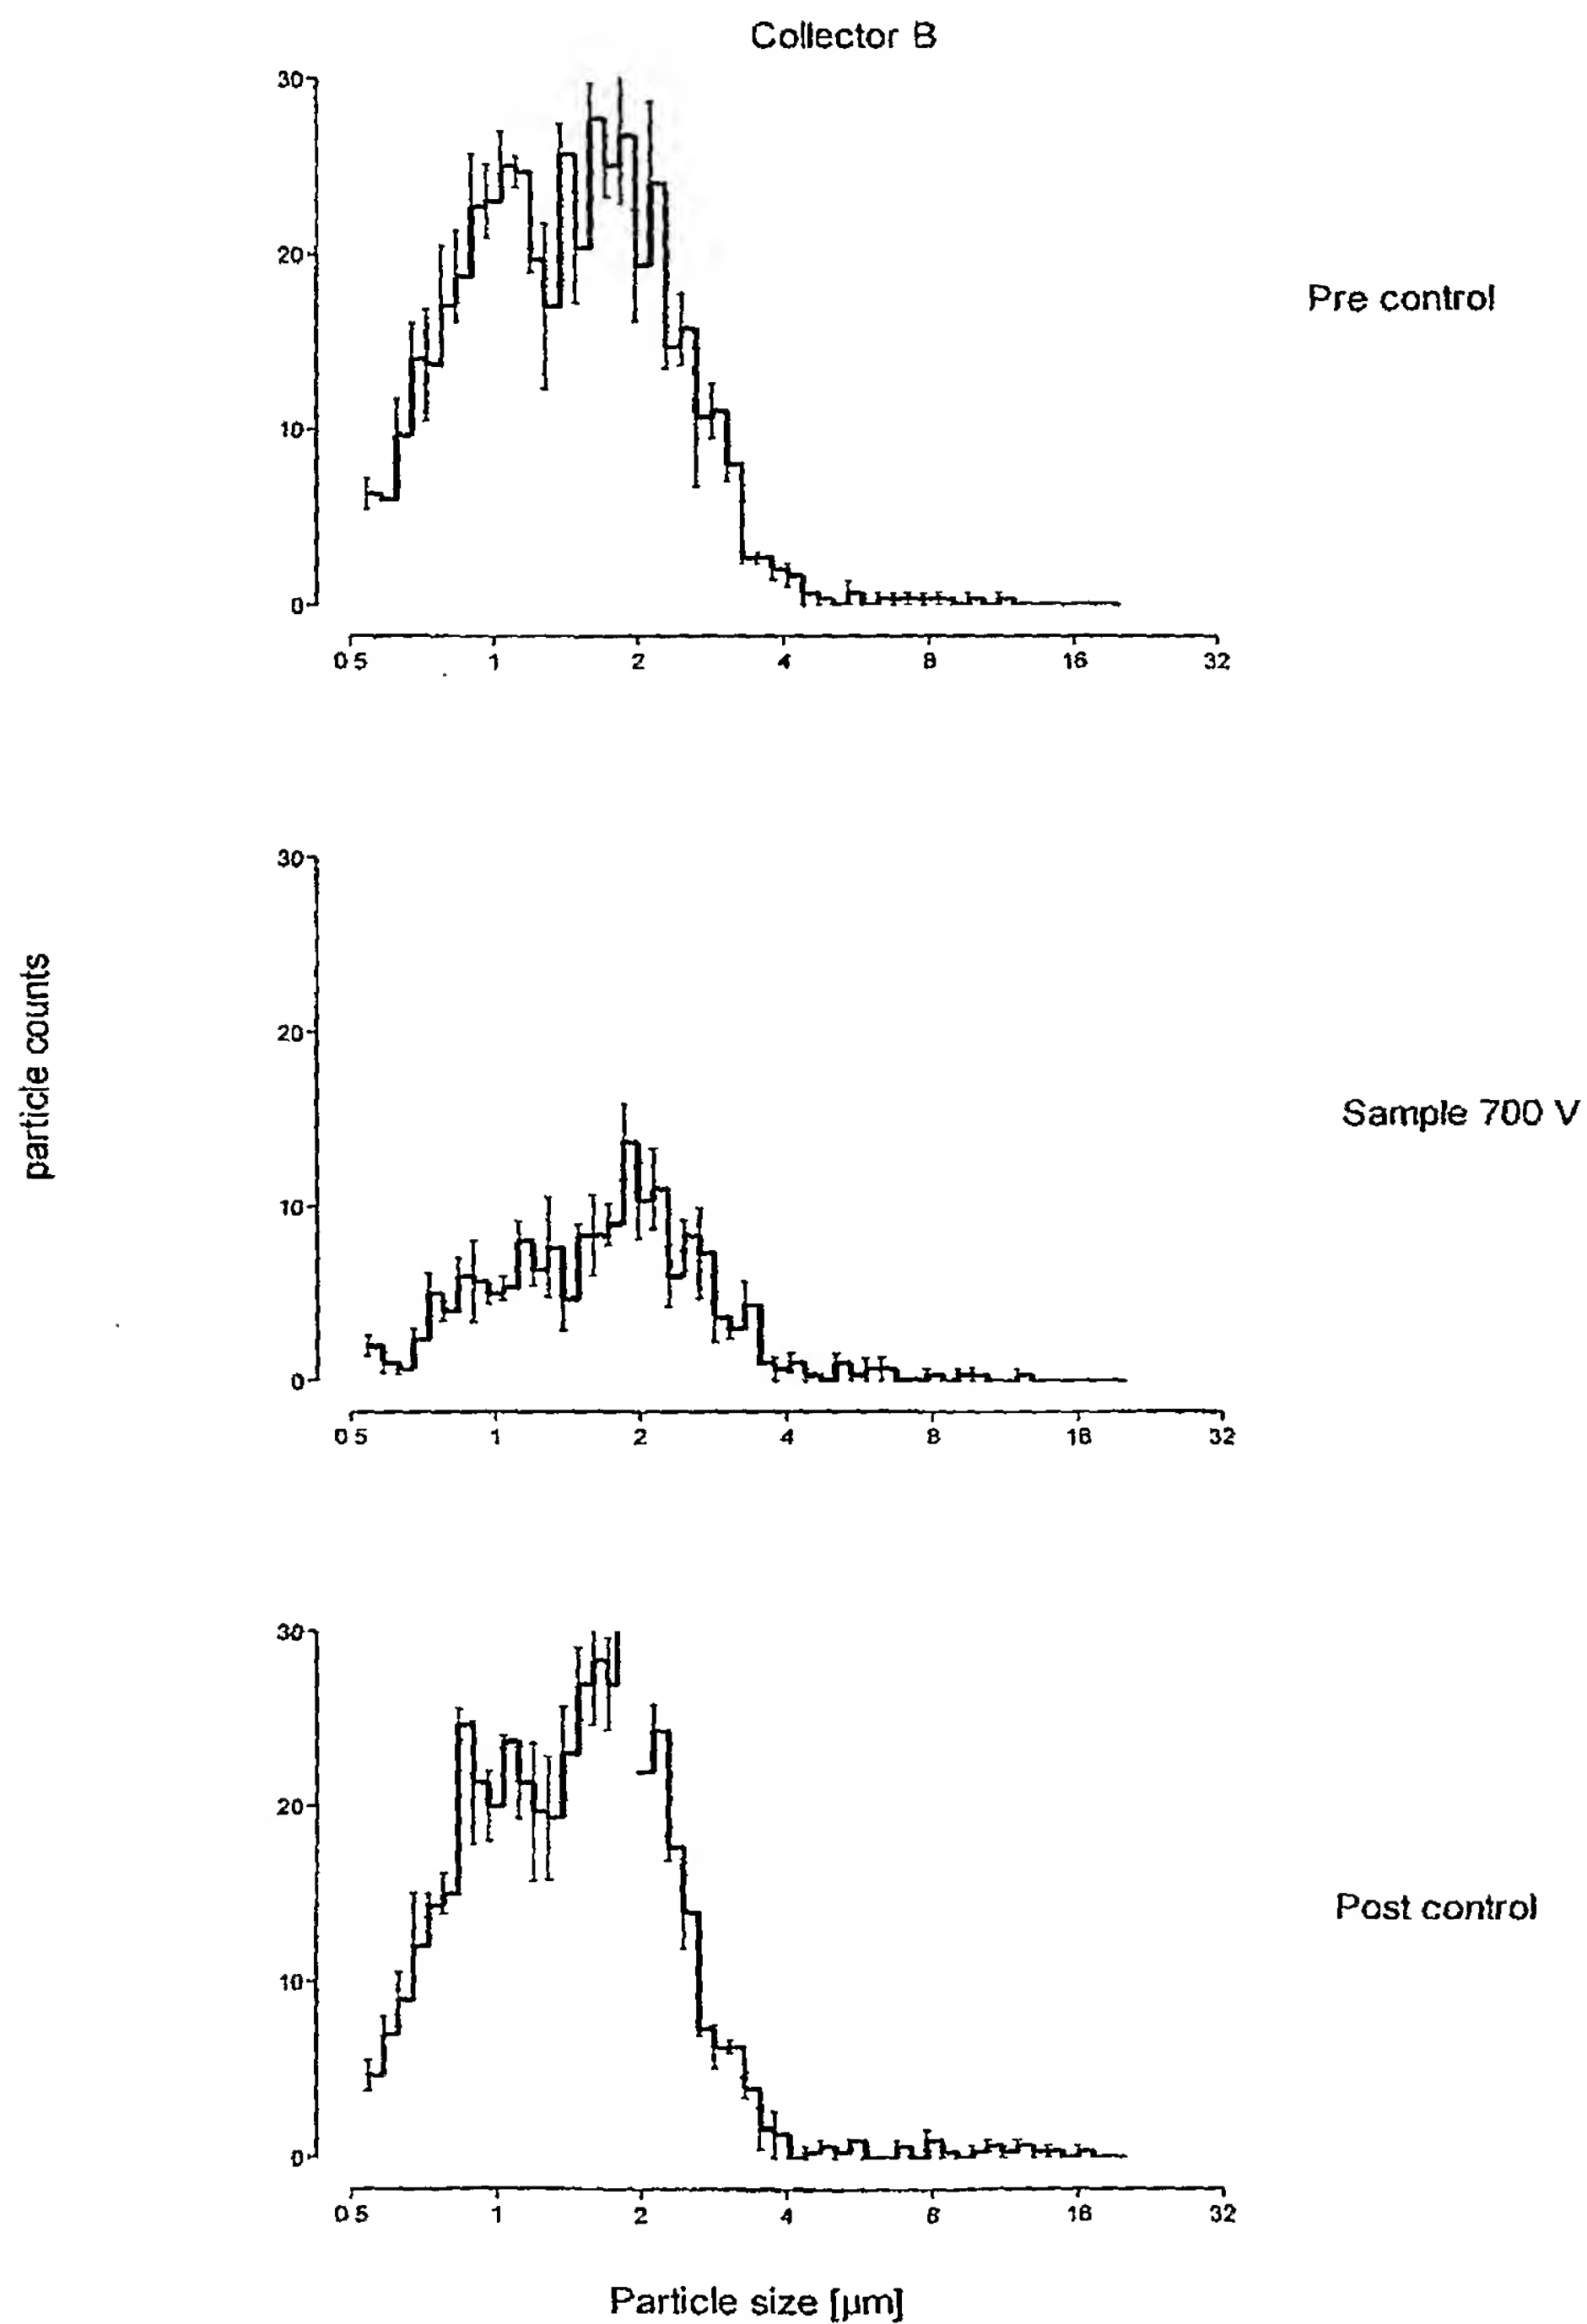 Collector B
30
20
10
0
0.5 1 2 4 8 16 32
Pre control
particle counts
30
20
10
0
0.5 1 2 4 8 16 32
Sample 700 V
30
20
10
0
0.5 1 2 4 8 16 32
Post control
Particle size [µm]